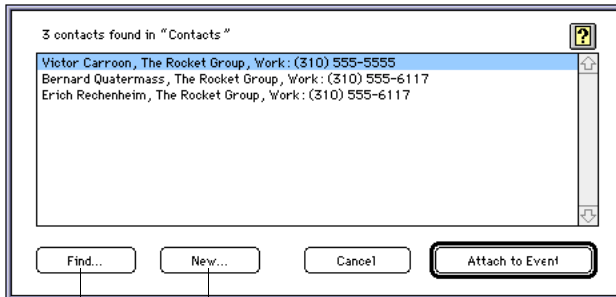 3 contacts found in "Contacts"
?
Victor Carroon, The Rocket Group, Work: (310) 555-5555
Bernard Quatermass, The Rocket Group, Work: (310) 555-6117
Erich Rechenheim, The Rocket Group, Work: (310) 555-6117
Find... New... Cancel Attach to Event